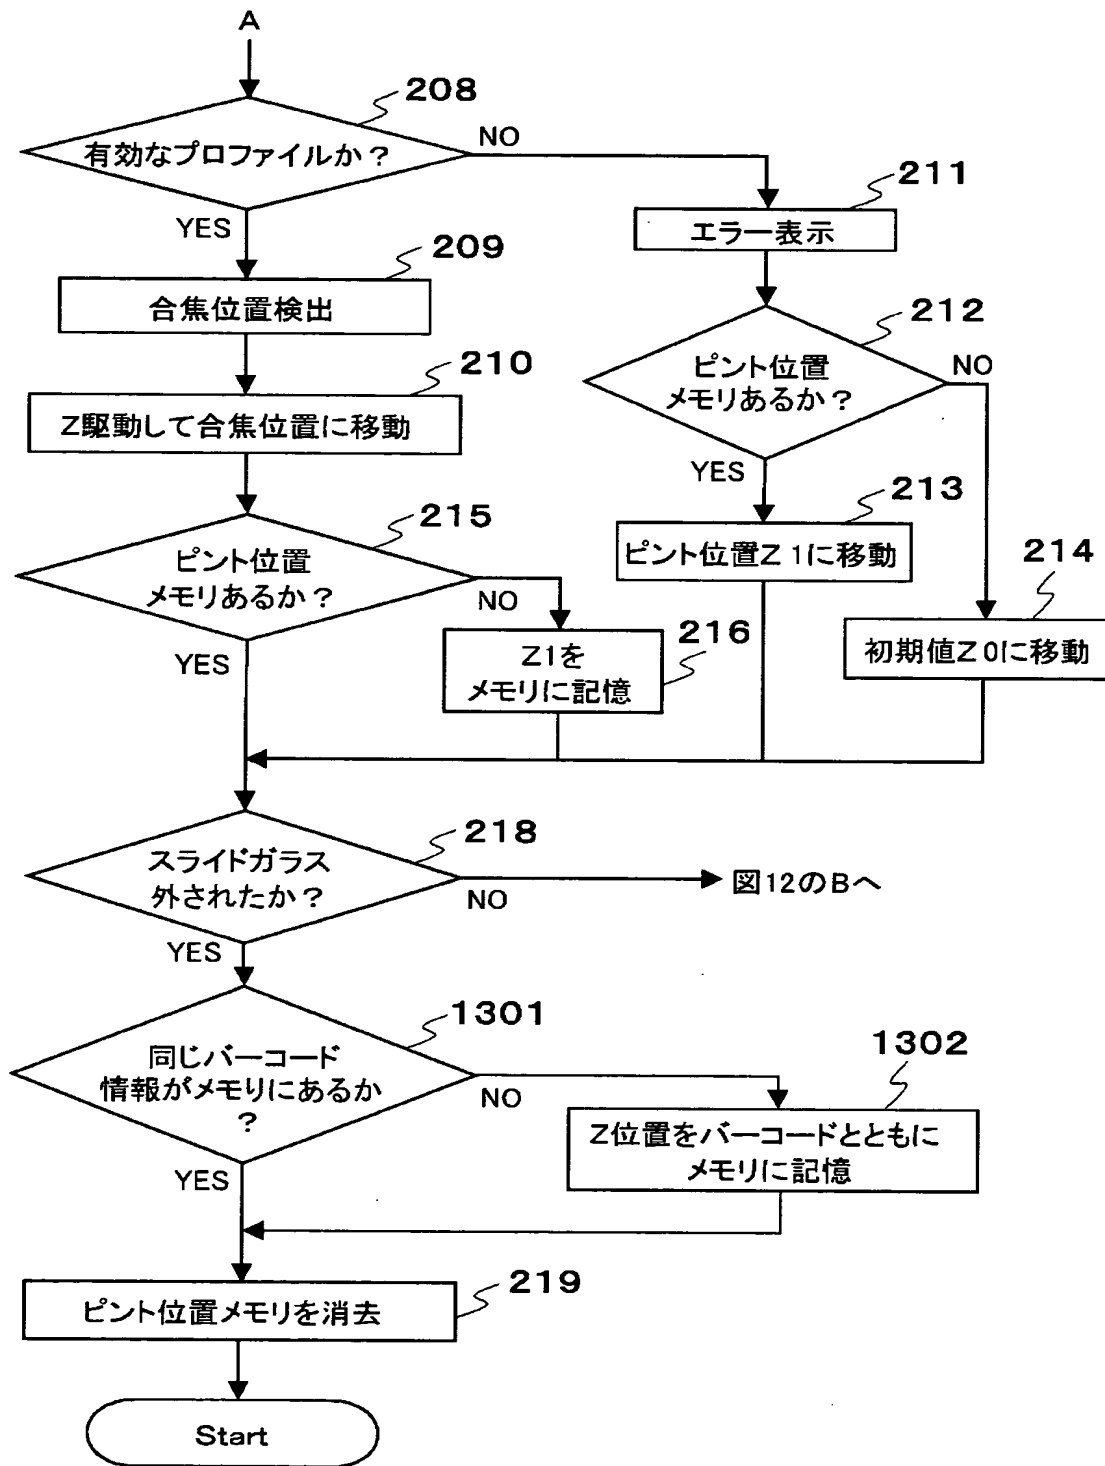 A
208
有効なプロファイルか？
NO
YES
211
エラー表示
209
合焦位置検出
212
ピント位置
メモリあるか？
NO
YES
210
Z駆動して合焦位置に移動
213
ピント位置Z1に移動
215
ピント位置
メモリあるか？
NO
YES
214
初期値Z0に移動
216
Z1を
メモリに記憶
218
スライドガラス
外されたか？
NO
図12のBへ
YES
1301
同じバーコード
情報がメモリにあるか
？
NO
YES
1302
Z位置をバーコードとともに
メモリに記憶
219
ピント位置メモリを消去
Start